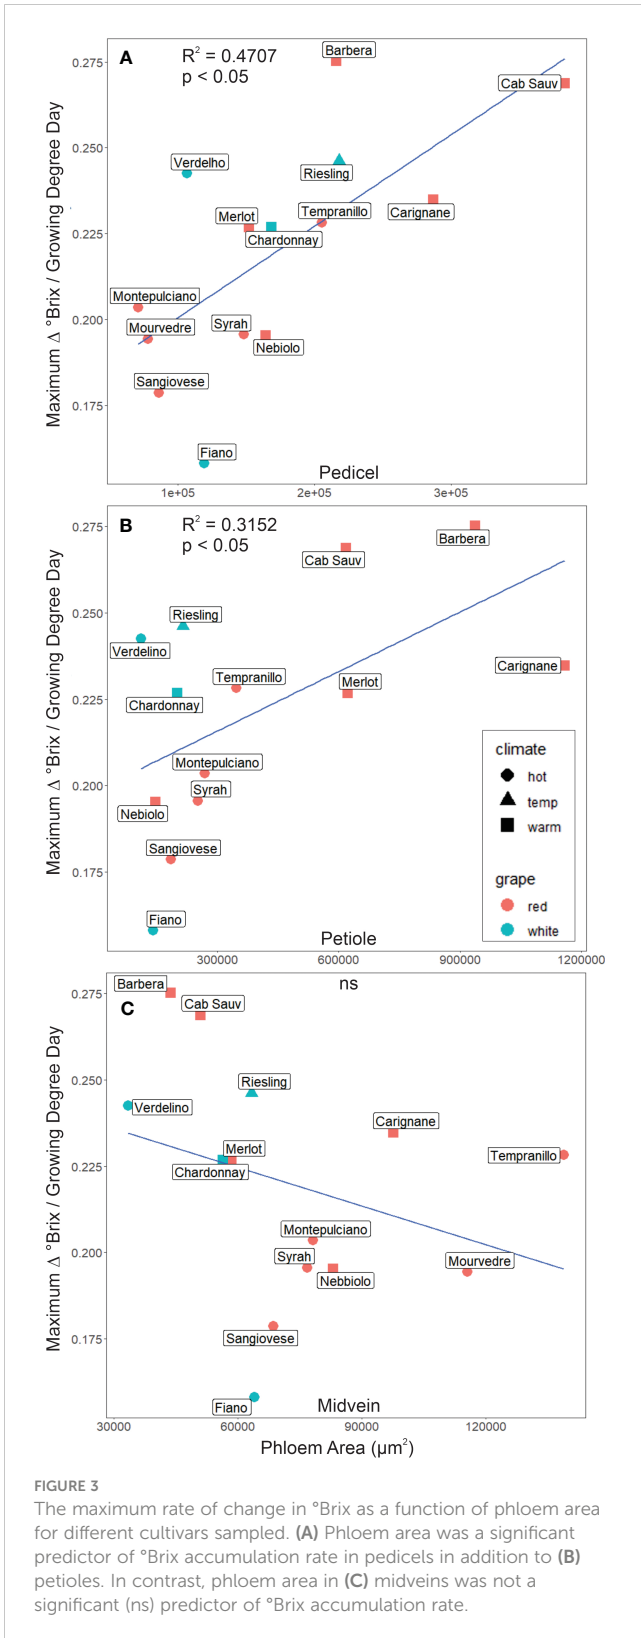 A
R² = 0.4707
p < 0.05
Barbera
Cab Sauv
Verdelho
Riesling
Merlot
Tempranillo
Carignane
Chardonnay
Montepulciano
Mourvedre
Syrah
Nebiolo
Sangiovese
Fiano
Pedicel
0.275
0.250
0.225
0.200
0.175
1e+05 2e+05 3e+05
Maximum Δ °Brix / Growing Degree Day
B
R² = 0.3152
p < 0.05
Barbera
Cab Sauv
Riesling
Verdelino
Carignane
Tempranillo
Merlot
Chardonnay
Montepulciano
Syrah
Nebiolo
Sangiovese
Fiano
Petiole
climate
hot
temp
warm
grape
red
white
0.275
0.250
0.225
0.200
0.175
300000 600000 900000 1200000
Maximum Δ °Brix / Growing Degree Day
C
ns
Barbera
Cab Sauv
Riesling
Verdelino
Carignane
Merlot
Tempranillo
Chardonnay
Montepulciano
Syrah
Mourvedre
Nebbiolo
Sangiovese
Fiano
Midvein
0.275
0.250
0.225
0.200
0.175
30000 60000 90000 120000
Maximum Δ °Brix / Growing Degree Day
Phloem Area (µm²)
FIGURE 3
The maximum rate of change in °Brix as a function of phloem area
for different cultivars sampled. (A) Phloem area was a significant
predictor of °Brix accumulation rate in pedicels in addition to (B)
petioles. In contrast, phloem area in (C) midveins was not a
significant (ns) predictor of °Brix accumulation rate.